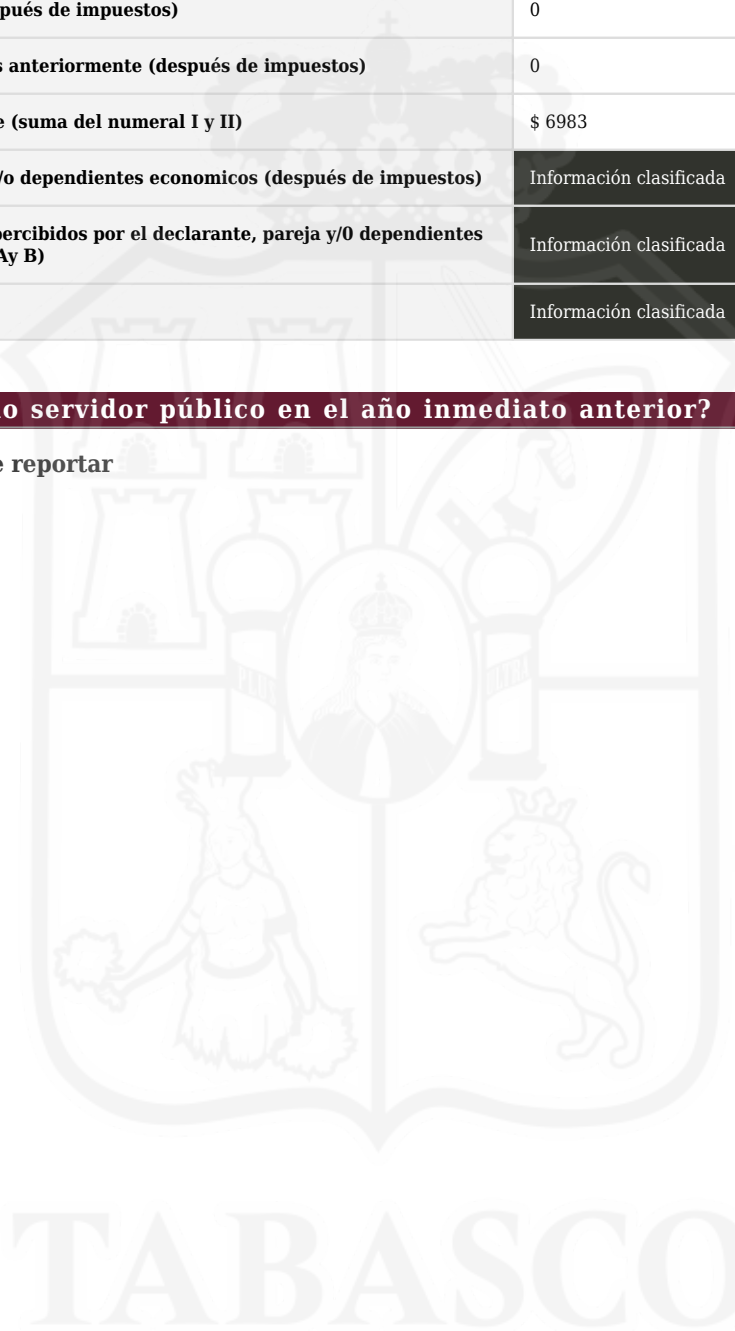 pués de impuestos)
0
s anteriormente (después de impuestos)
0
e (suma del numeral I y II)
$ 6983
/o dependientes economicos (después de impuestos)
Información clasificada
percibidos por el declarante, pareja y/0 dependientes
Ay B)
Información clasificada
Información clasificada
o servidor público en el año inmediato anterior?
e reportar
PLUS
ULTRA
TABASCO